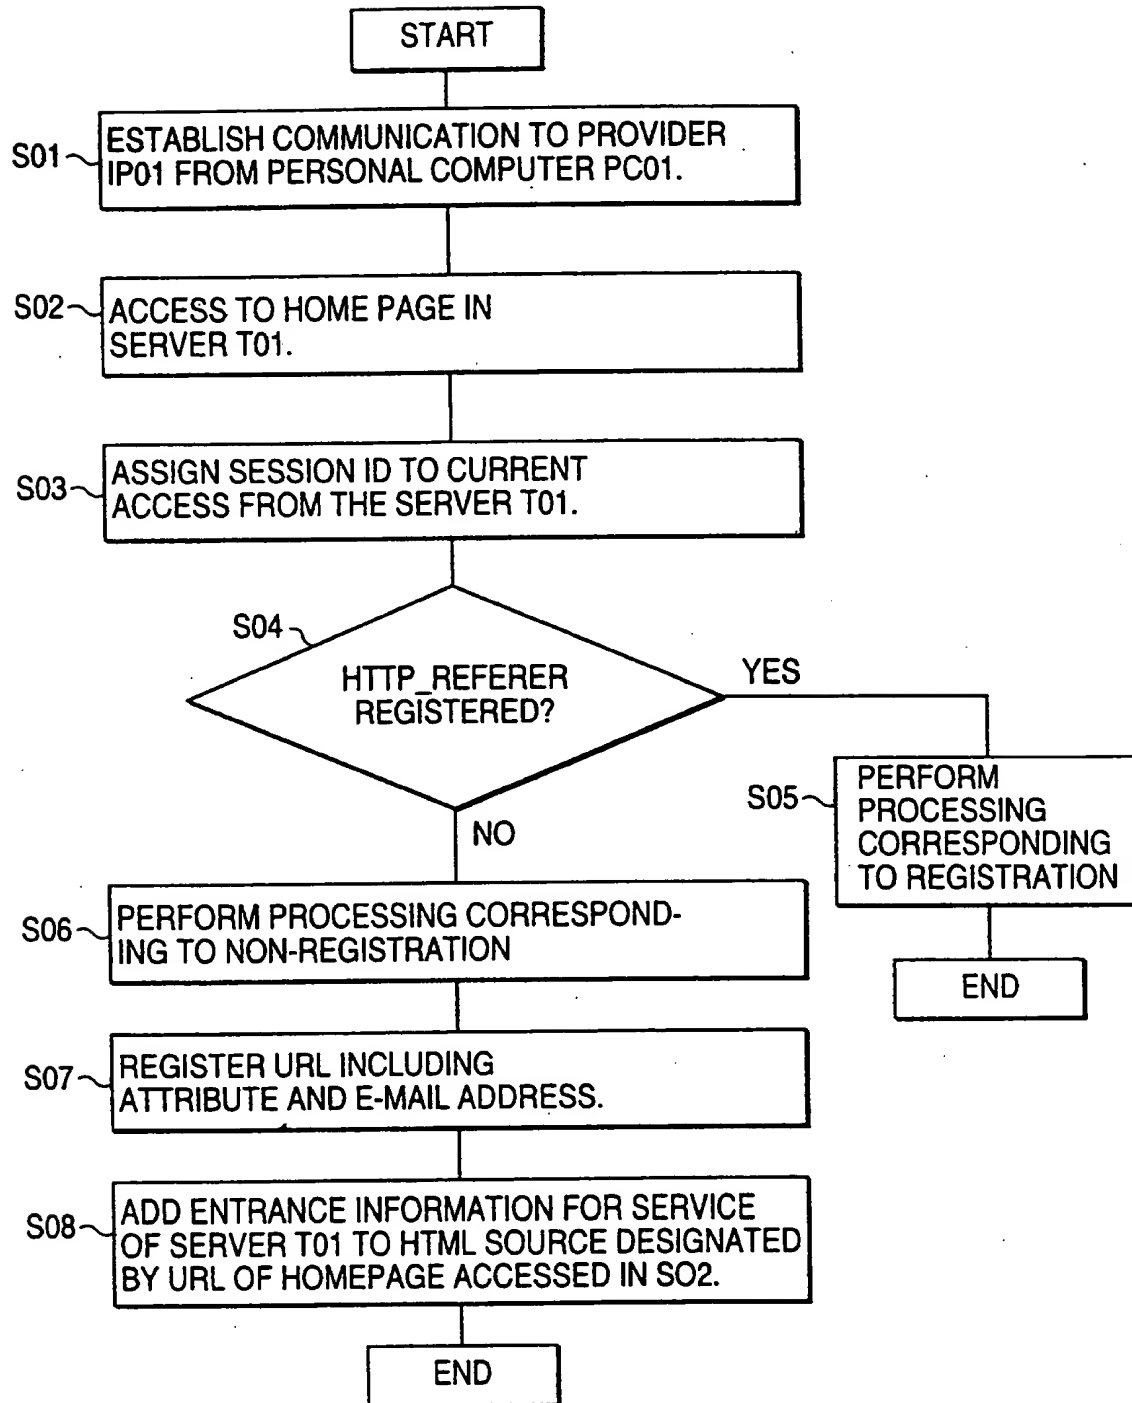 START
S01
ESTABLISH COMMUNICATION TO PROVIDER
IP01 FROM PERSONAL COMPUTER PC01.
S02
ACCESS TO HOME PAGE IN
SERVER T01.
S03
ASSIGN SESSION ID TO CURRENT
ACCESS FROM THE SERVER T01.
S04
HTTP_REFERER
REGISTERED?
YES
NO
S05
PERFORM
PROCESSING
CORRESPONDING
TO REGISTRATION
END
S06
PERFORM PROCESSING CORRESPOND-
ING TO NON-REGISTRATION
S07
REGISTER URL INCLUDING
ATTRIBUTE AND E-MAIL ADDRESS.
S08
ADD ENTRANCE INFORMATION FOR SERVICE
OF SERVER T01 TO HTML SOURCE DESIGNATED
BY URL OF HOMEPAGE ACCESSED IN SO2.
END